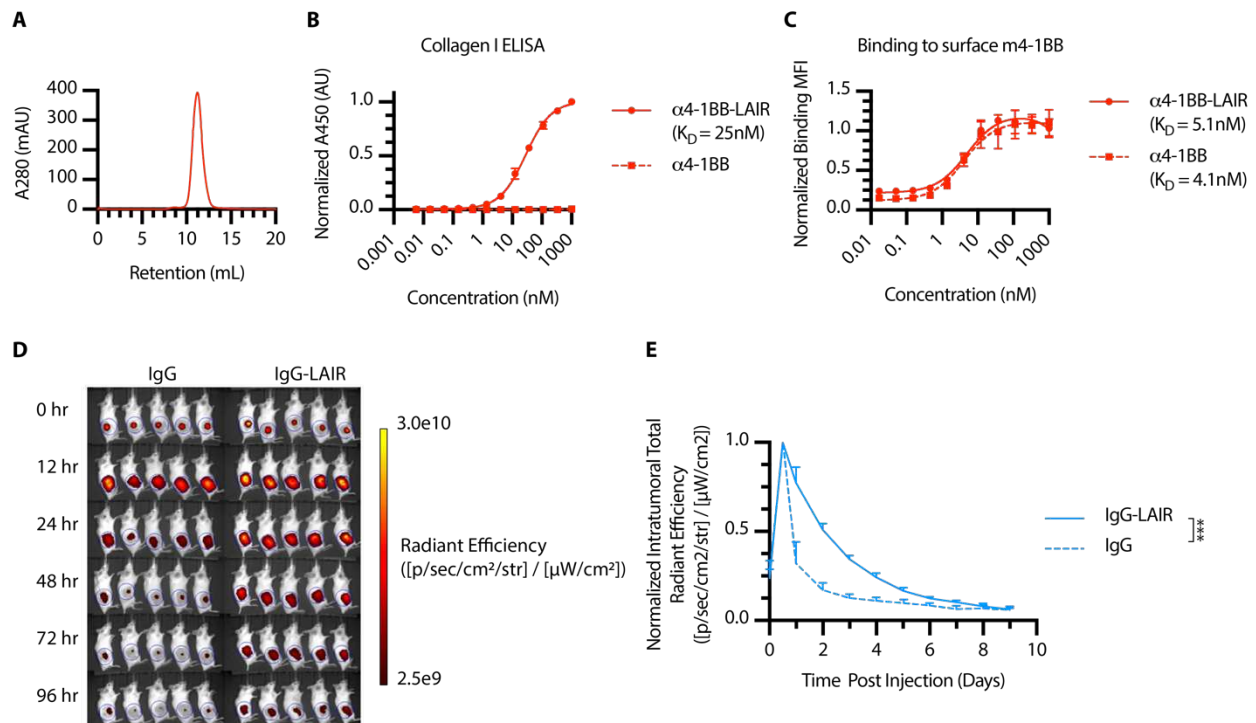 A
A280 (mAU)
400
300
200
100
0
0 5 10 15 20
Retention (mL)
B
Collagen I ELISA
Normalized A450 (AU)
1.0
0.5
0.0
0.001 0.01 0.1 1 10 100 1000
Concentration (nM)
α4-1BB-LAIR
(KD = 25nM)
α4-1BB
C
Binding to surface m4-1BB
Normalized Binding MFI
1.5
1.0
0.5
0.0
0.01 0.1 1 10 100 1000
Concentration (nM)
α4-1BB-LAIR
(KD = 5.1nM)
α4-1BB
(KD = 4.1nM)
D
IgG IgG-LAIR
0 hr
12 hr
24 hr
48 hr
72 hr
96 hr
3.0e10
Radiant Efficiency
([p/sec/cm²/str] / [µW/cm²])
2.5e9
E
Normalized Intratumoral Total
Radiant Efficiency
([p/sec/cm2/str] / [µW/cm2])
1.0
0.5
0.0
0 2 4 6 8 10
Time Post Injection (Days)
IgG-LAIR
IgG
***